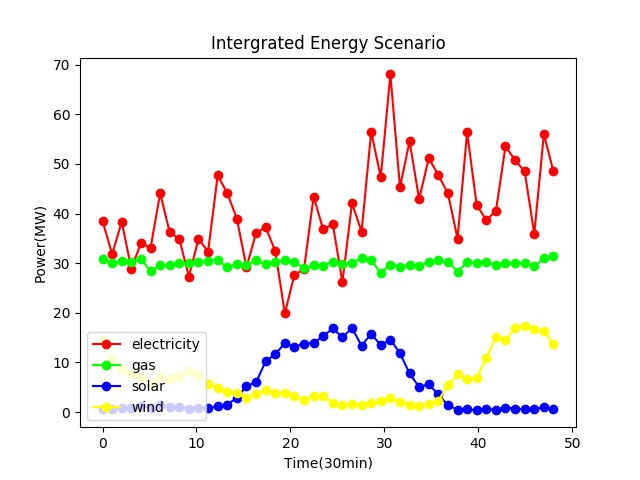 Intergrated Energy Scenario
70
60
50
40
30
20
10
0
Power(MW)
electricity
gas
solar
wind
0 10 20 30 40 50
Time(30min)